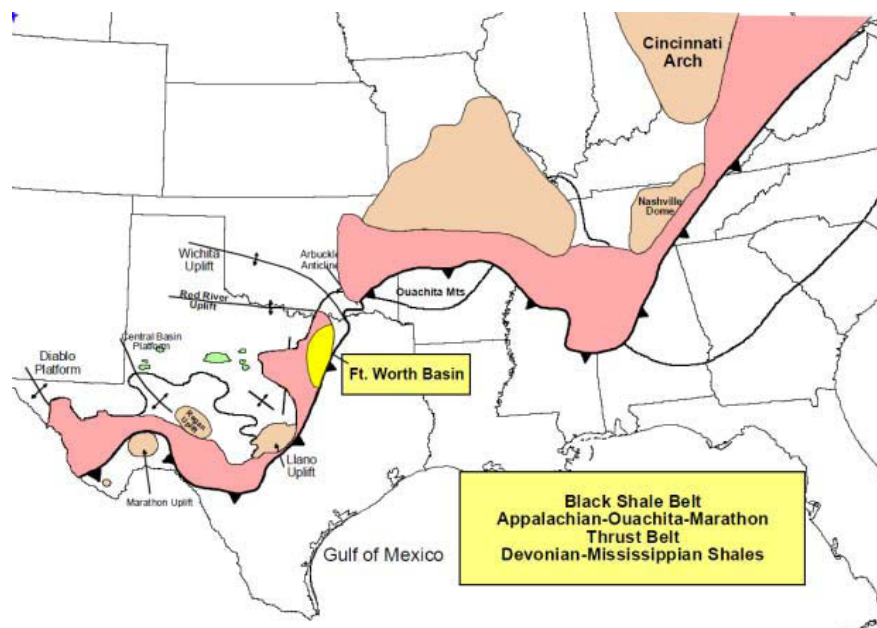 Cincinnati
Arch
Nashville
Dome
Wichita
Uplift
Arbuckle
Anticline
Ouachita Mts
Red River
Uplift
Central Basin
Platform
Diablo
Platform
Ft. Worth Basin
Reagan
Uplift
Llano
Uplift
Marathon Uplift
Black Shale Belt
Appalachian-Ouachita-Marathon
Thrust Belt
Devonian-Mississippian Shales
Gulf of Mexico